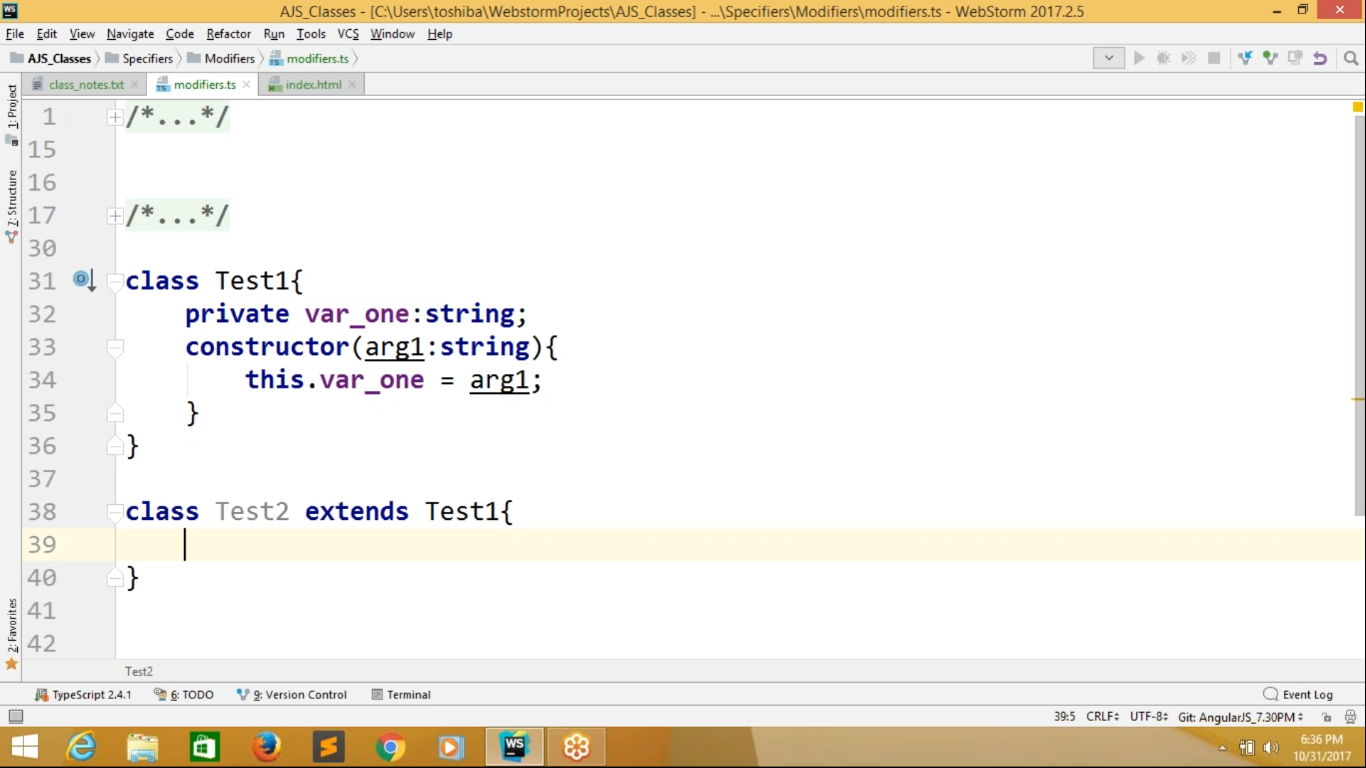 WS AJS_Classes - [C:\Users\toshiba\WebstormProjects\AJS_Classes] - ...\Specifiers\Modifiers\modifiers.ts - WebStorm 2017.2.5
File Edit View Navigate Code Refactor Run Tools VCS Window Help
AJS_Classes Specifiers Modifiers modifiers.ts
class_notes.txt modifiers.ts index.html
1: Project
7: Structure
2: Favorites
1 /*...*/
15
16
17 /*...*/
30
31 class Test1{
32 private var_one:string;
33 constructor(arg1:string){
34 this.var_one = arg1;
35 }
36 }
37
38 class Test2 extends Test1{
39
40 }
41
42
Test2
TypeScript 2.4.1 6: TODO 9: Version Control Terminal Event Log
39:5 CRLF UTF-8 Git: AngularJS_7.30PM
WS 6:36 PM
10/31/2017